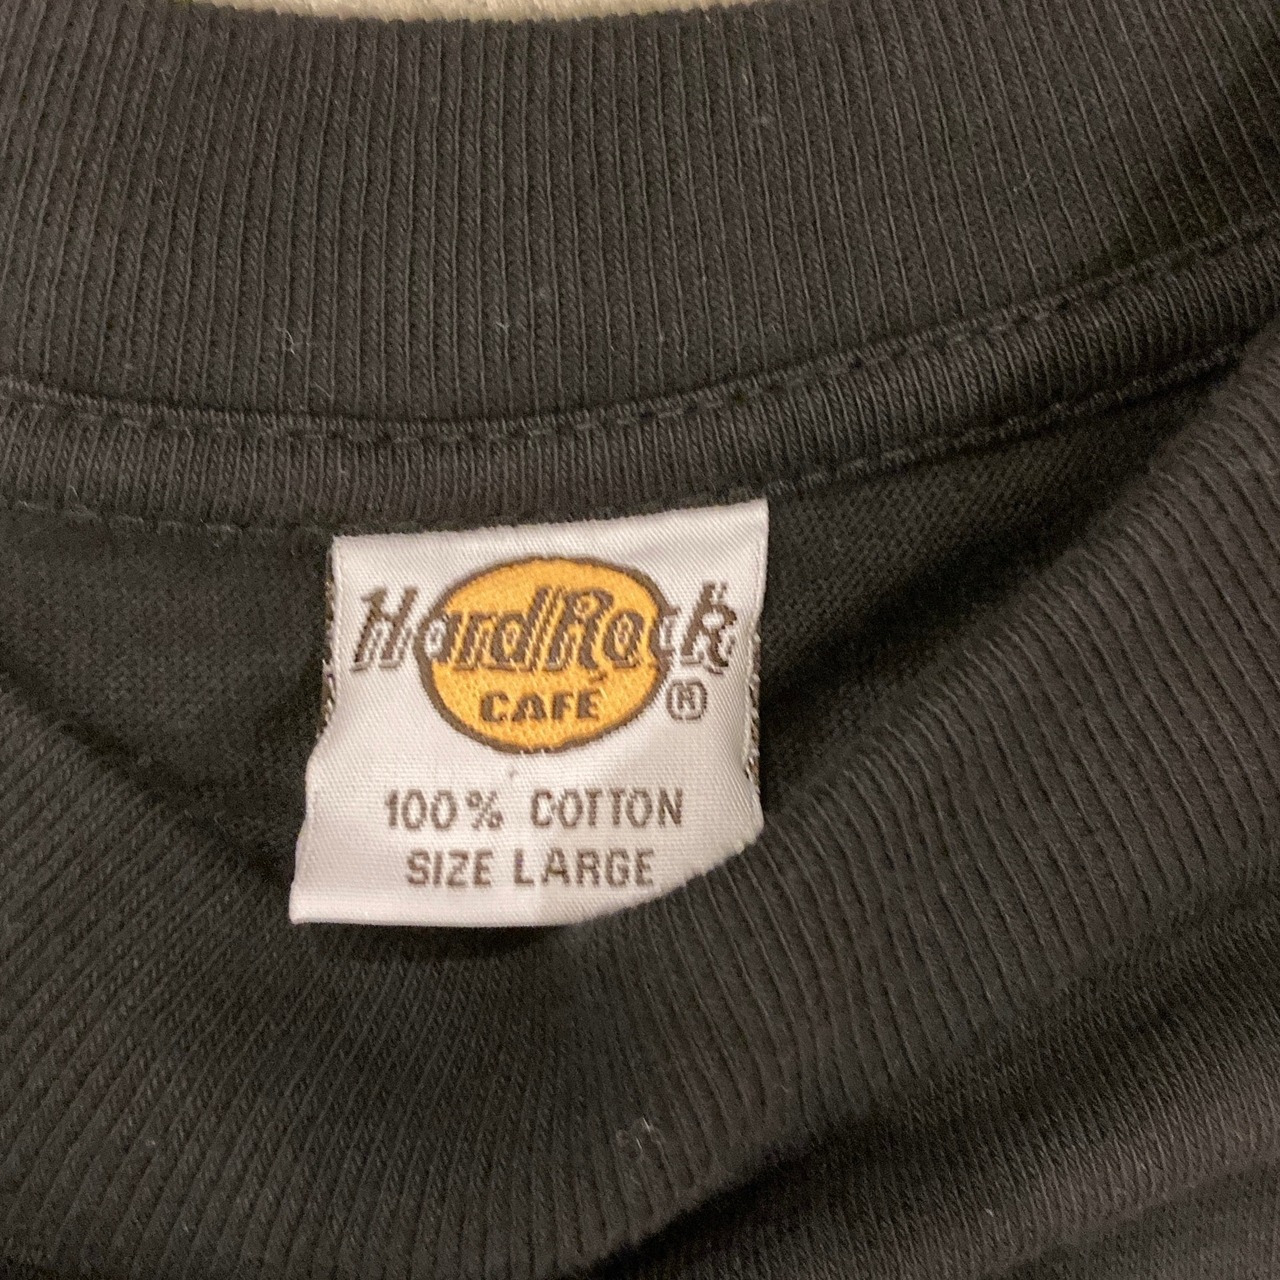 Hard Rock
CAFE ®
100% COTTON
SIZE LARGE